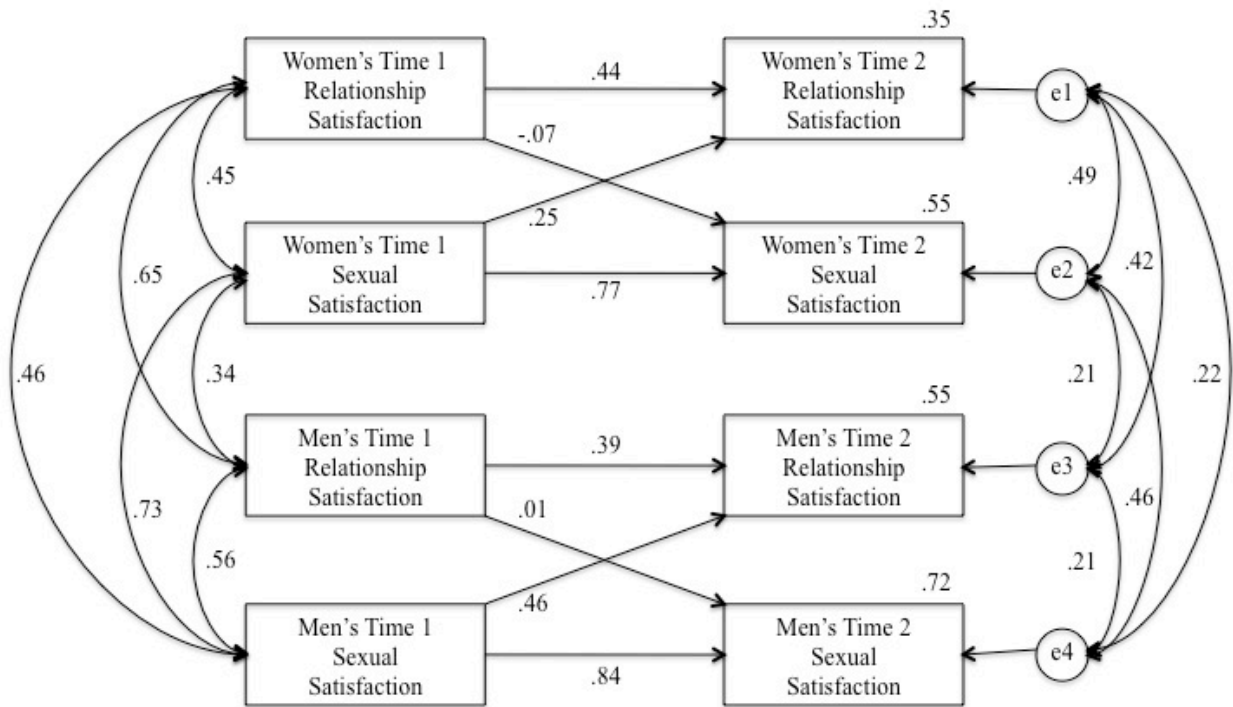 .35
Women's Time 1
Relationship
Satisfaction
.44
Women's Time 2
Relationship
Satisfaction
e1
-.07
.45
.49
.25
.55
Women's Time 1
Sexual
Satisfaction
.77
Women's Time 2
Sexual
Satisfaction
e2
.65
.42
.46
.34
.21
.22
.55
Men's Time 1
Relationship
Satisfaction
.39
Men's Time 2
Relationship
Satisfaction
e3
.01
.73
.56
.21
.46
.46
.72
Men's Time 1
Sexual
Satisfaction
.84
Men's Time 2
Sexual
Satisfaction
e4